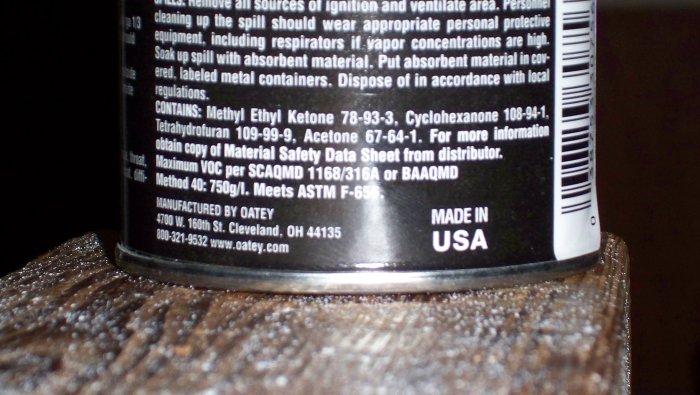 SPILLS: Remove all sources of ignition and ventilate area. Personnel
cleaning up the spill should wear appropriate personal protective
equipment, including respirators if vapor concentrations are high.
Soak up spill with absorbent material. Put absorbent material in cov-
ered, labeled metal containers. Dispose of in accordance with local
regulations.
CONTAINS: Methyl Ethyl Ketone 78-93-3, Cyclohexanone 108-94-1,
Tetrahydrofuran 109-99-9, Acetone 67-64-1. For more information
obtain copy of Material Safety Data Sheet from distributor.
Maximum VOC per SCAQMD 1168/316A or BAAQMD
Method 40: 750g/l. Meets ASTM F-656.
MANUFACTURED BY OATEY
4700 W. 160th St. Cleveland, OH 44135
800-321-9532 www.oatey.com
MADE IN
USA
throat,
diffi-